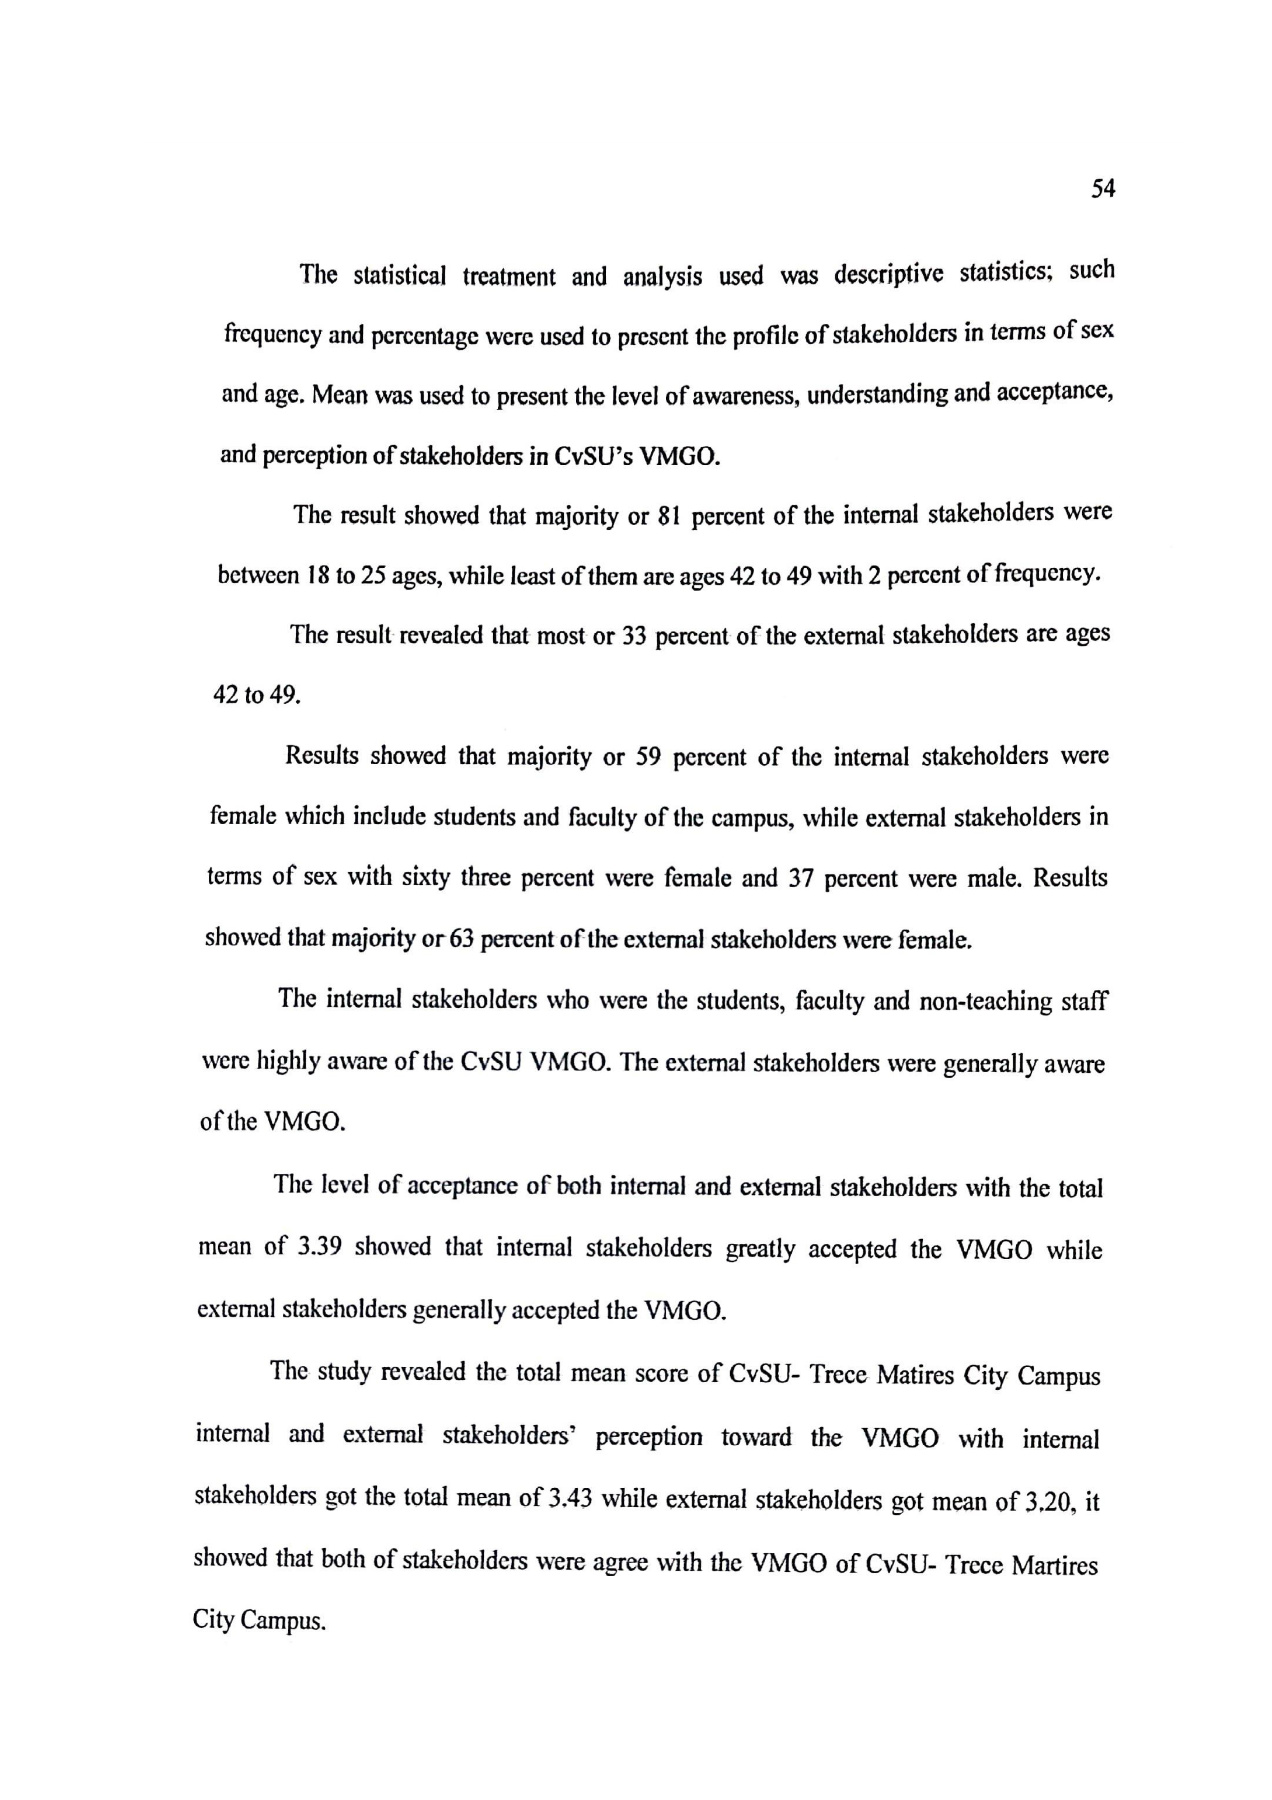 54
The statistical treatment and analysis used was descriptive statistics; such
frequency and percentage were used to present the profile of stakeholders in terms of sex
and age. Mean was used to present the level of awareness, understanding and acceptance,
and perception of stakeholders in CvSU's VMGO.
The result showed that majority or 81 percent of the internal stakeholders were
between 18 to 25 ages, while least of them are ages 42 to 49 with 2 percent of frequency.
The result revealed that most or 33 percent of the external stakeholders are ages
42 to 49.
Results showed that majority or 59 percent of the internal stakeholders were
female which include students and faculty of the campus, while external stakeholders in
terms of sex with sixty three percent were female and 37 percent were male. Results
showed that majority or 63 percent of the external stakeholders were female.
The internal stakeholders who were the students, faculty and non-teaching staff
were highly aware of the CvSU VMGO. The external stakeholders were generally aware
of the VMGO.
The level of acceptance of both internal and external stakeholders with the total
mean of 3.39 showed that internal stakeholders greatly accepted the VMGO while
external stakeholders generally accepted the VMGO.
The study revealed the total mean score of CvSU- Trece Matires City Campus
internal and external stakeholders' perception toward the VMGO with internal
stakeholders got the total mean of 3.43 while external stakeholders got mean of 3.20, it
showed that both of stakeholders were agree with the VMGO of CvSU- Trece Martires
City Campus.